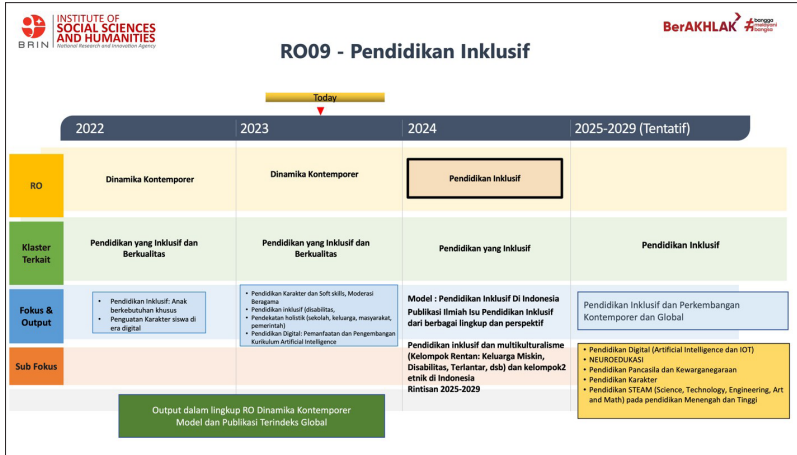 BRIN
INSTITUTE OF
SOCIAL SCIENCES
AND HUMANITIES
National Research and Innovation Agency
BerAKHLAK
#bangga
melayani
bangsa
RO09 - Pendidikan Inklusif
Today
2022
2023
2024
2025-2029 (Tentatif)
RO
Dinamika Kontemporer
Dinamika Kontemporer
Pendidikan Inklusif
Klaster
Terkait
Pendidikan yang Inklusif dan
Berkualitas
Pendidikan yang Inklusif dan
Berkualitas
Pendidikan yang Inklusif
Pendidikan Inklusif
Fokus &
Output
• Pendidikan Inklusif: Anak
berkebutuhan khusus
• Penguatan Karakter siswa di
era digital
• Pendidikan Karakter dan Soft skills, Moderasi
Beragama
• Pendidikan inklusif (disabilitas,
• Pendekatan holistik (sekolah, keluarga, masyarakat,
pemerintah)
• Pendidikan Digital: Pemanfaatan dan Pengembangan
Kurikulum Artificial Intelligence
Model : Pendidikan Inklusif Di Indonesia
Publikasi Ilmiah Isu Pendidikan Inklusif
dari berbagai lingkup dan perspektif
Pendidikan Inklusif dan Perkembangan
Kontemporer dan Global
Sub Fokus
Pendidikan inklusif dan multikulturalisme
(Kelompok Rentan: Keluarga Miskin,
Disabilitas, Terlantar, dsb) dan kelompok2
etnik di Indonesia
Rintisan 2025-2029
• Pendidikan Digital (Artificial Intelligence dan IOT)
• NEUROEDUKASI
• Pendidikan Pancasila dan Kewarganegaraan
• Pendidikan Karakter
• Pendidikan STEAM (Science, Technology, Engineering, Art
and Math) pada pendidikan Menengah dan Tinggi
Output dalam lingkup RO Dinamika Kontemporer
Model dan Publikasi Terindeks Global